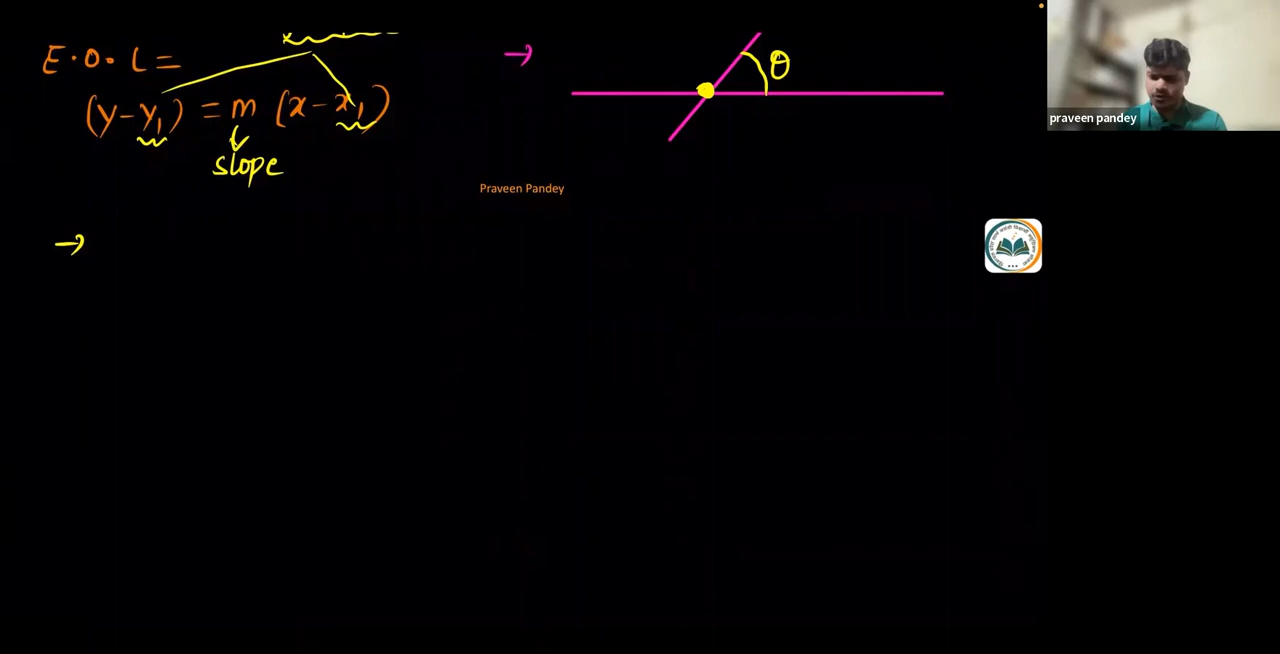 E.O.L =
(y-y₁) = m (x-x₁)
slope
→
→ θ
Praveen Pandey
praveen pandey